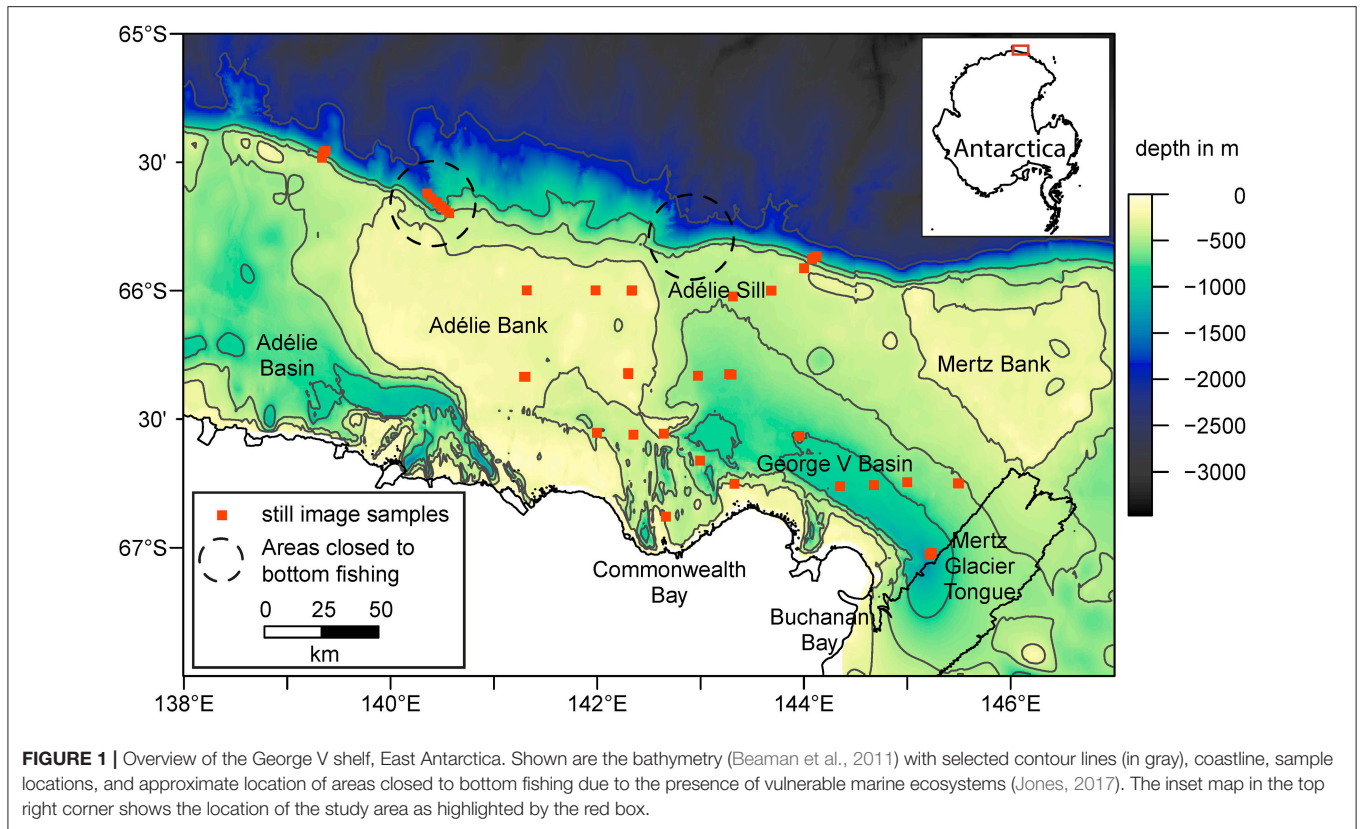 65°S
30'
66°S
30'
67°S
138°E
140°E
142°E
144°E
146°E
Antarctica
depth in m
0
−500
−1000
−1500
−2000
−2500
−3000
Adélie Sill
Adélie Bank
Adélie
Basin
Mertz Bank
George V Basin
Mertz
Glacier
Tongue
Commonwealth
Bay
Buchanan
Bay
still image samples
Areas closed to
bottom fishing
0 25 50
km
FIGURE 1 | Overview of the George V shelf, East Antarctica. Shown are the bathymetry (Beaman et al., 2011) with selected contour lines (in gray), coastline, sample
locations, and approximate location of areas closed to bottom fishing due to the presence of vulnerable marine ecosystems (Jones, 2017). The inset map in the top
right corner shows the location of the study area as highlighted by the red box.